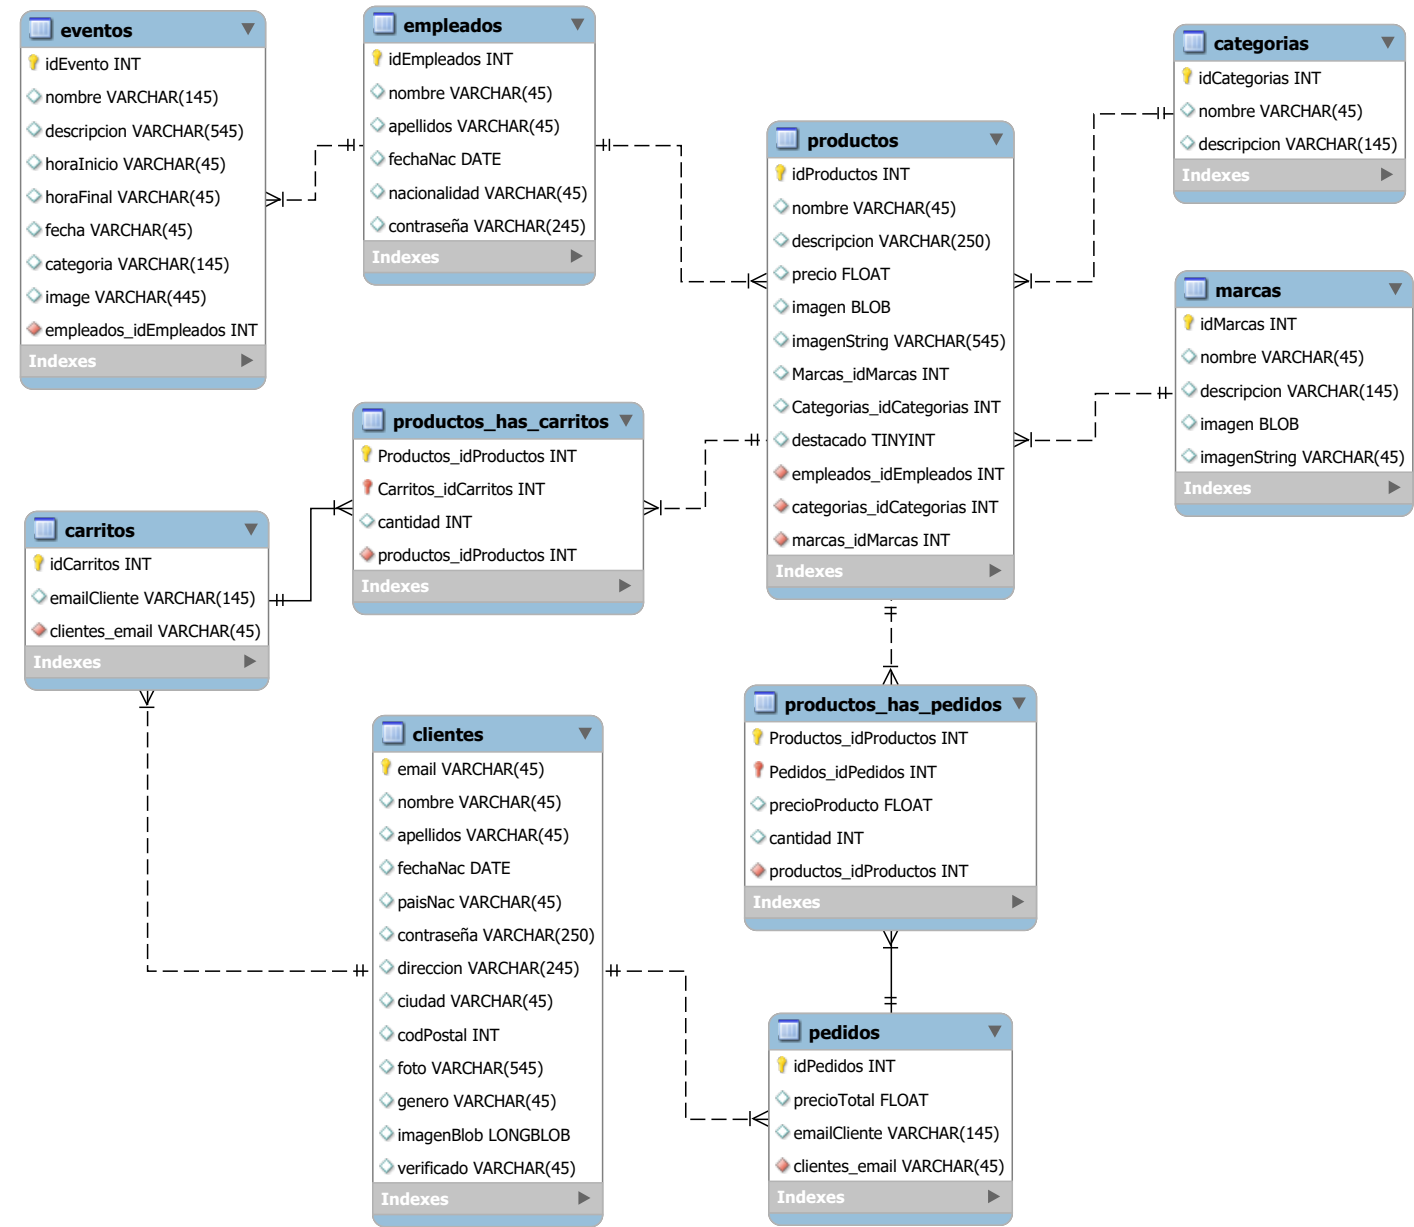 eventos
idEvento INT
nombre VARCHAR(145)
descripcion VARCHAR(545)
horaInicio VARCHAR(45)
horaFinal VARCHAR(45)
fecha VARCHAR(45)
categoria VARCHAR(145)
image VARCHAR(445)
empleados_idEmpleados INT
Indexes
empleados
idEmpleados INT
nombre VARCHAR(45)
apellidos VARCHAR(45)
fechaNac DATE
nacionalidad VARCHAR(45)
contraseña VARCHAR(245)
Indexes
productos
idProductos INT
nombre VARCHAR(45)
descripcion VARCHAR(250)
precio FLOAT
imagen BLOB
imagenString VARCHAR(545)
Marcas_idMarcas INT
Categorias_idCategorias INT
destacado TINYINT
empleados_idEmpleados INT
categorias_idCategorias INT
marcas_idMarcas INT
Indexes
categorias
idCategorias INT
nombre VARCHAR(45)
descripcion VARCHAR(145)
Indexes
marcas
idMarcas INT
nombre VARCHAR(45)
descripcion VARCHAR(145)
imagen BLOB
imagenString VARCHAR(45)
Indexes
productos_has_carritos
Productos_idProductos INT
Carritos_idCarritos INT
cantidad INT
productos_idProductos INT
Indexes
carritos
idCarritos INT
emailCliente VARCHAR(145)
clientes_email VARCHAR(45)
Indexes
clientes
email VARCHAR(45)
nombre VARCHAR(45)
apellidos VARCHAR(45)
fechaNac DATE
paisNac VARCHAR(45)
contraseña VARCHAR(250)
direccion VARCHAR(245)
ciudad VARCHAR(45)
codPostal INT
foto VARCHAR(545)
genero VARCHAR(45)
imagenBlob LONGBLOB
verificado VARCHAR(45)
Indexes
productos_has_pedidos
Productos_idProductos INT
Pedidos_idPedidos INT
precioProducto FLOAT
cantidad INT
productos_idProductos INT
Indexes
pedidos
idPedidos INT
precioTotal FLOAT
emailCliente VARCHAR(145)
clientes_email VARCHAR(45)
Indexes